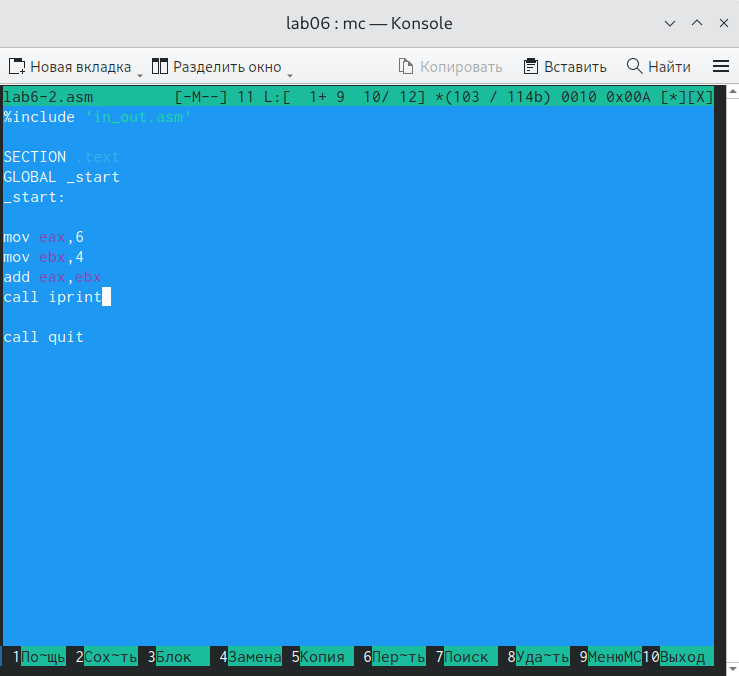 lab06 : mc — Konsole
Новая вкладка Разделить окно Копировать Вставить Найти
lab6-2.asm [-M--] 11 L:[ 1+ 9 10/ 12] *(103 / 114b) 0010 0x00A [*][X]
%include 'in_out.asm'
SECTION .text
GLOBAL _start
_start:
mov eax,6
mov ebx,4
add eax,ebx
call iprint
call quit
1По~щь 2Сох~ть 3Блок 4Замена 5Копия 6Пер~ть 7Поиск 8Уда~ть 9МенюMC 10Выход